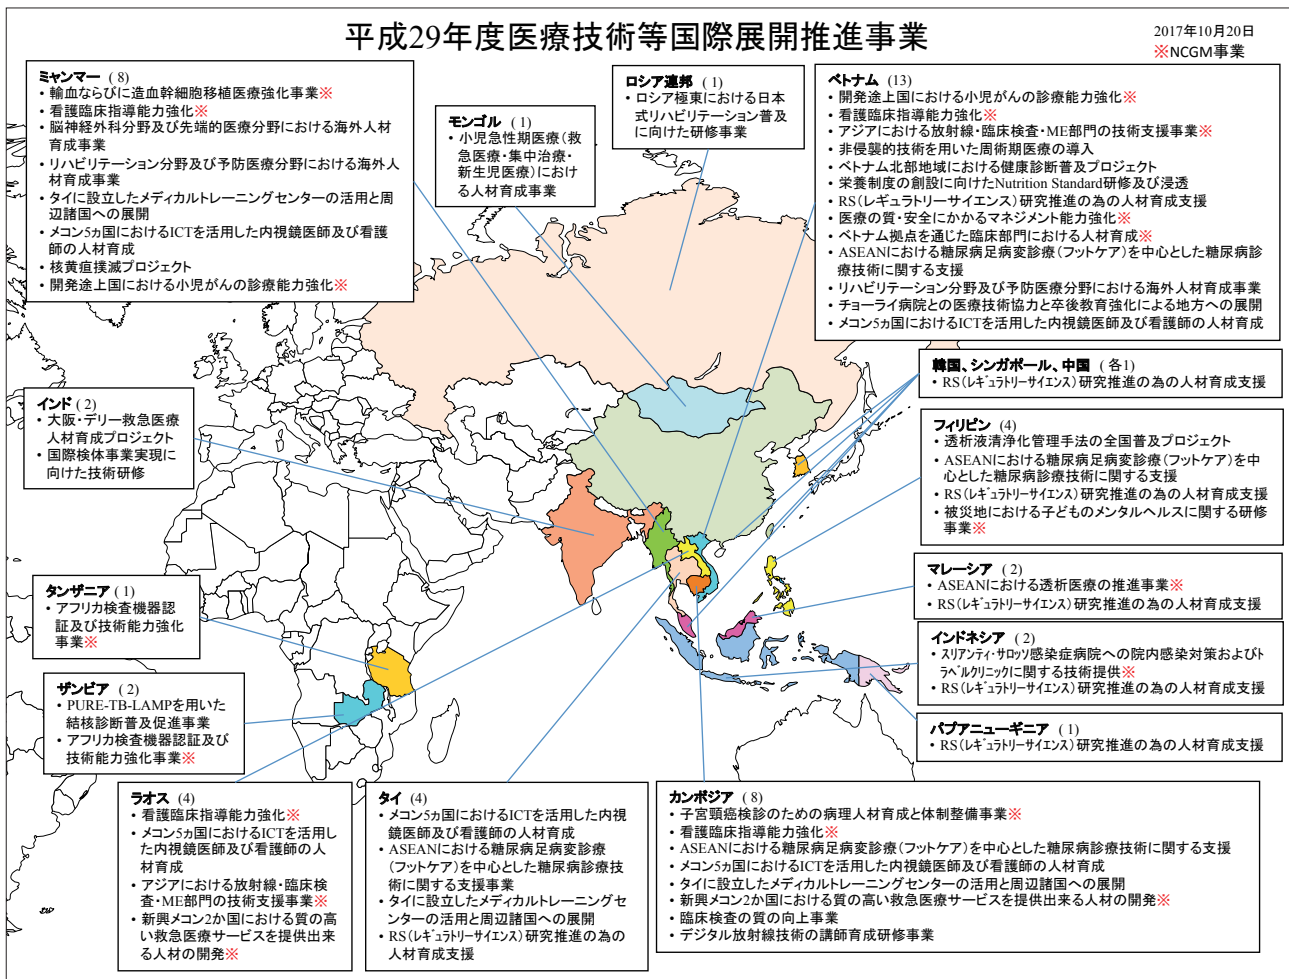 平成29年度医療技術等国際展開推進事業
2017年10月20日
※NCGM事業
ミャンマー (8)
・輸血ならびに造血幹細胞移植医療強化事業※
・看護臨床指導能力強化※
・脳神経外科分野及び先端的医療分野における海外人材
育成事業
・リハビリテーション分野及び予防医療分野における海外人
材育成事業
・タイに設立したメディカルトレーニングセンターの活用と周
辺諸国への展開
・メコン5ヵ国におけるICTを活用した内視鏡医師及び看護
師の人材育成
・核黄疸撲滅プロジェクト
・開発途上国における小児がんの診療能力強化※
モンゴル (1)
・小児急性期医療（救
急医療・集中治療・
新生児医療）におけ
る人材育成事業
ロシア連邦 (1)
・ロシア極東における日本
式リハビリテーション普及
に向けた研修事業
ベトナム (13)
・開発途上国における小児がんの診療能力強化※
・看護臨床指導能力強化※
・アジアにおける放射線・臨床検査・ME部門の技術支援事業※
・非侵襲的技術を用いた周術期医療の導入
・ベトナム北部地域における健康診断普及プロジェクト
・栄養制度の創設に向けたNutrition Standard研修及び浸透
・RS（レギュラトリーサイエンス）研究推進の為の人材育成支援
・医療の質・安全にかかるマネジメント能力強化※
・ベトナム拠点を通じた臨床部門における人材育成※
・ASEANにおける糖尿病足病変診療（フットケア）を中心とした糖尿病診
療技術に関する支援
・リハビリテーション分野及び予防医療分野における海外人材育成事業
・チョーライ病院との医療技術協力と卒後教育強化による地方への展開
・メコン5ヵ国におけるICTを活用した内視鏡医師及び看護師の人材育成
韓国、シンガポール、中国 (各1)
・RS（レギュラトリーサイエンス）研究推進の為の人材育成支援
インド (2)
・大阪・デリー救急医療
人材育成プロジェクト
・国際検体事業実現に
向けた技術研修
フィリピン (4)
・透析液清浄化管理手法の全国普及プロジェクト
・ASEANにおける糖尿病足病変診療（フットケア）を中
心とした糖尿病診療技術に関する支援
・RS（レギュラトリーサイエンス）研究推進の為の人材育成支援
・被災地における子どものメンタルヘルスに関する研修
事業※
マレーシア (2)
・ASEANにおける透析医療の推進事業※
・RS（レギュラトリーサイエンス）研究推進の為の人材育成支援
タンザニア (1)
・アフリカ検査機器認
証及び技術能力強化
事業※
インドネシア (2)
・スリアンティ・サロッソ感染症病院への院内感染対策およびト
ラベルクリニックに関する技術提供※
・RS（レギュラトリーサイエンス）研究推進の為の人材育成支援
ザンビア (2)
・PURE-TB-LAMPを用いた
結核診断普及促進事業
・アフリカ検査機器認証及び
技術能力強化事業※
パプアニューギニア (1)
・RS（レギュラトリーサイエンス）研究推進の為の人材育成支援
ラオス (4)
・看護臨床指導能力強化※
・メコン5ヵ国におけるICTを活用し
た内視鏡医師及び看護師の人
材育成
・アジアにおける放射線・臨床検
査・ME部門の技術支援事業※
・新興メコン2か国における質の高
い救急医療サービスを提供出来
る人材の開発※
タイ (4)
・メコン5ヵ国におけるICTを活用した内視
鏡医師及び看護師の人材育成
・ASEANにおける糖尿病足病変診療
（フットケア）を中心とした糖尿病診療技
術に関する支援事業
・タイに設立したメディカルトレーニングセ
ンターの活用と周辺諸国への展開
・RS（レギュラトリーサイエンス）研究推進の為の
人材育成支援
カンボジア (8)
・子宮頸癌検診のための病理人材育成と体制整備事業※
・看護臨床指導能力強化※
・ASEANにおける糖尿病足病変診療（フットケア）を中心とした糖尿病診療技術に関する支援
・メコン5ヵ国におけるICTを活用した内視鏡医師及び看護師の人材育成
・タイに設立したメディカルトレーニングセンターの活用と周辺諸国への展開
・新興メコン2か国における質の高い救急医療サービスを提供出来る人材の開発※
・臨床検査の質の向上事業
・デジタル放射線技術の講師育成研修事業